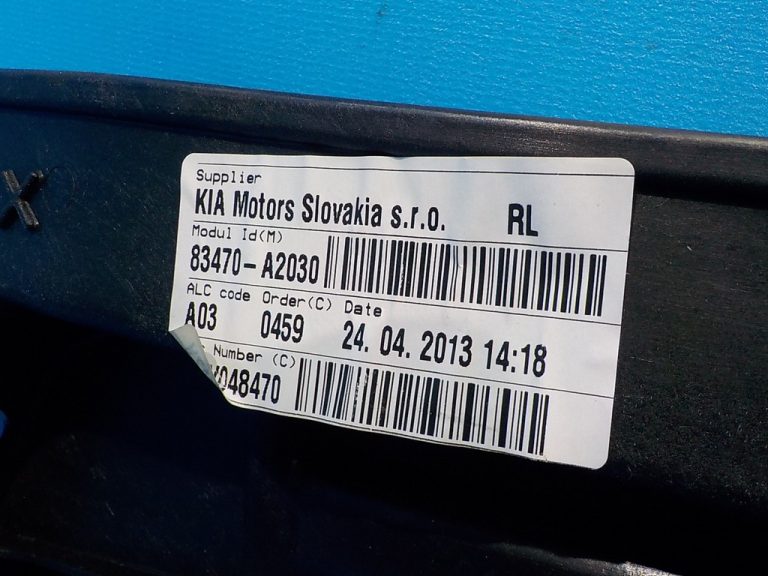 Supplier
KIA Motors Slovakia s.r.o. RL
Modul Id(M)
83470-A2030
ALC code Order(C) Date
A03 0459 24. 04. 2013 14:18
Number (C)
048470